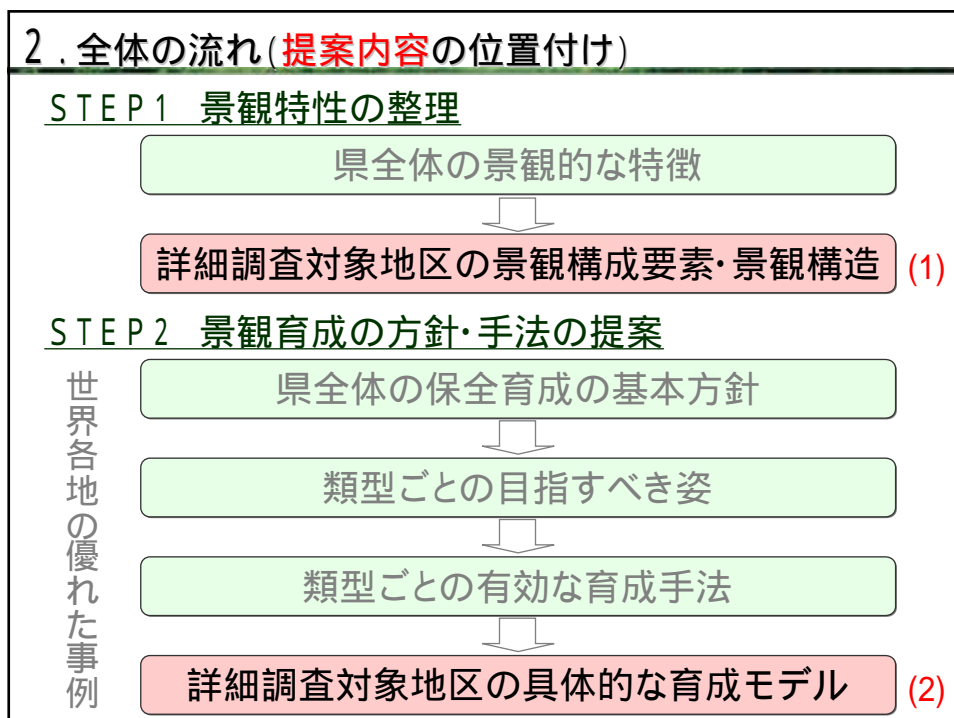 2.全体の流れ(提案内容の位置付け)
STEP1 景観特性の整理
県全体の景観的な特徴
詳細調査対象地区の景観構成要素・景観構造 (1)
STEP2 景観育成の方針・手法の提案
世界各地の優れた事例
県全体の保全育成の基本方針
類型ごとの目指すべき姿
類型ごとの有効な育成手法
詳細調査対象地区の具体的な育成モデル (2)